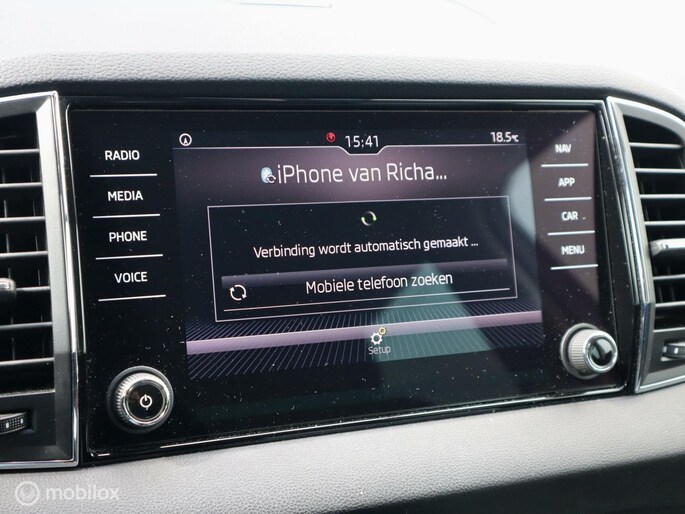 15:41
18.5°C
RADIO
MEDIA
PHONE
VOICE
iPhone van Richa...
Verbinding wordt automatisch gemaakt ...
Mobiele telefoon zoeken
Setup
NAV
APP
CAR
MENU
mobilox